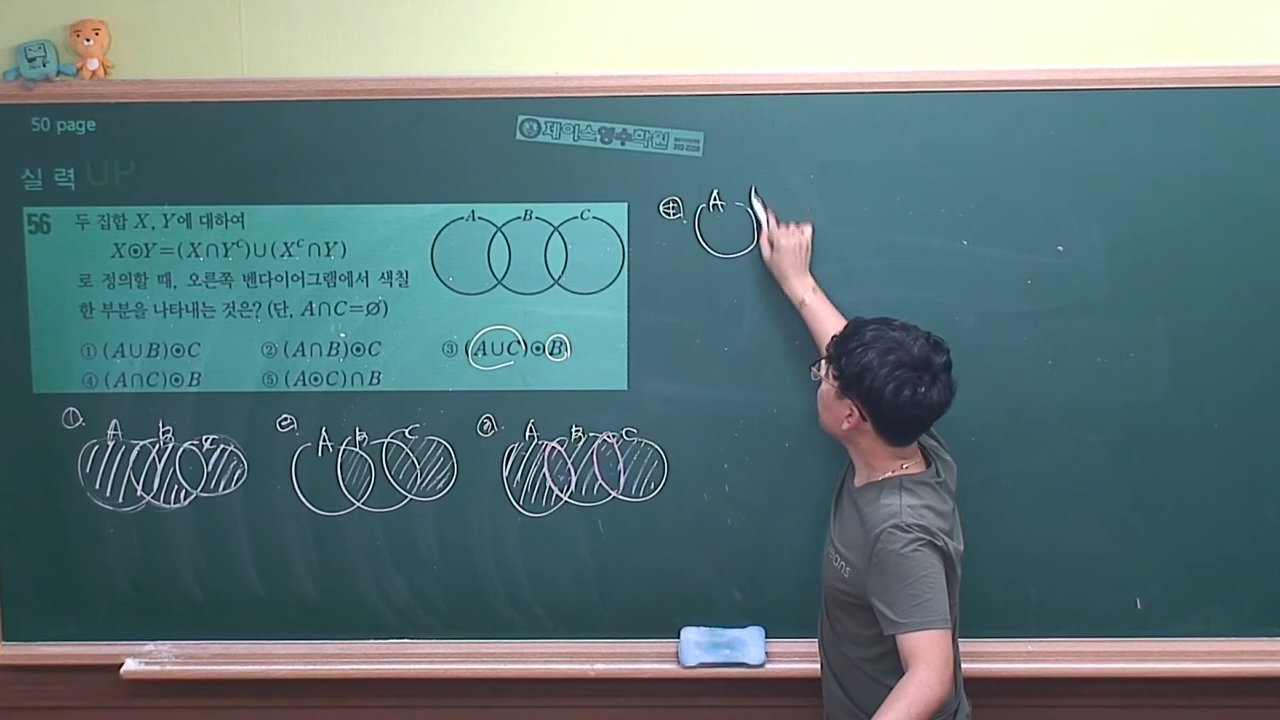 50 page
제이스영수학원
실력 UP
56 두 집합 X, Y에 대하여
X⊙Y=(X∩Yᶜ)∪(Xᶜ∩Y)
로 정의할 때, 오른쪽 벤다이어그램에서 색칠
한 부분을 나타내는 것은? (단, A∩C=∅)
A B C
① (A∪B)⊙C ② (A∩B)⊙C ③ (A∪C)⊙B
④ (A∩C)⊙B ⑤ (A⊙C)∩B
①. A B C
②. A B C
③. A B C
④. A